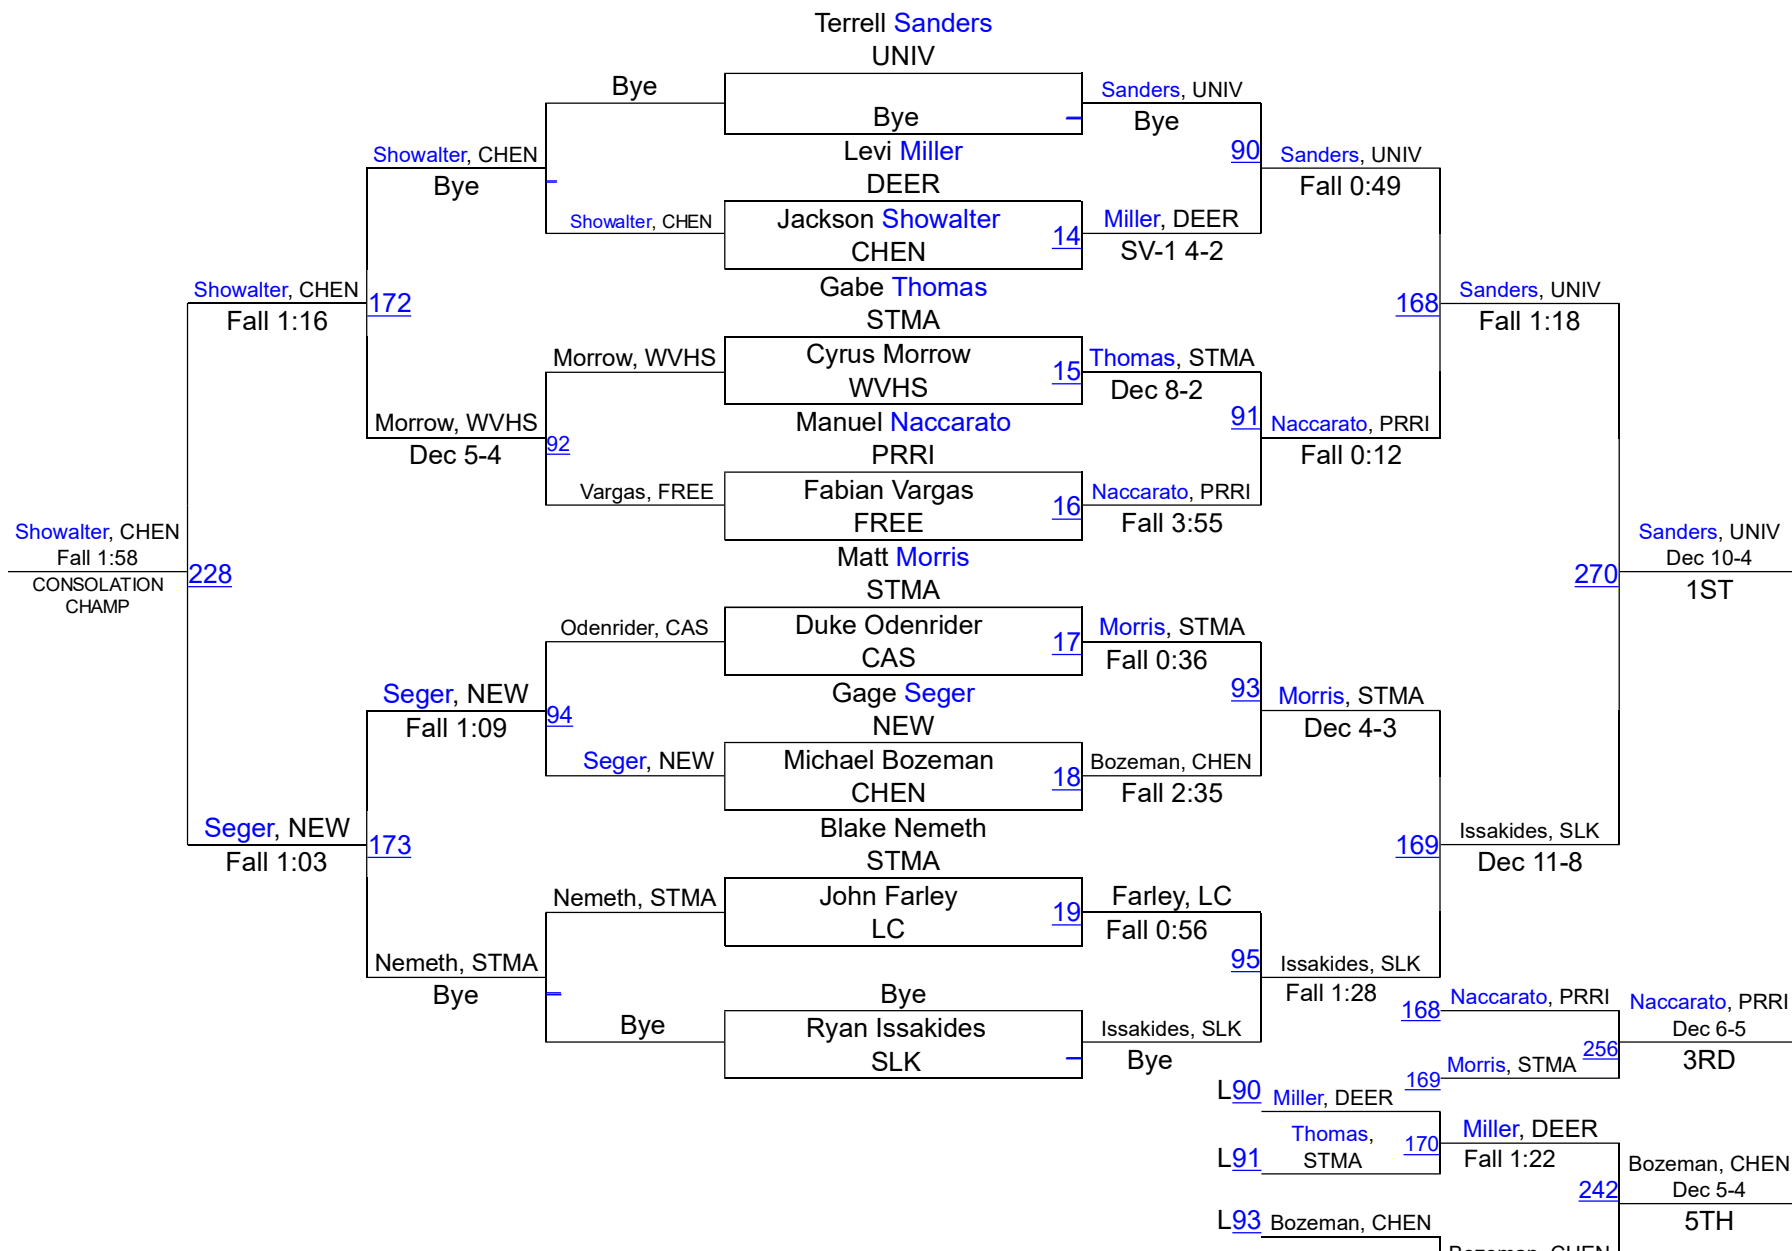 Terrell Sanders
UNIV
Bye
Bye
Sanders, UNIV
Bye
Levi Miller
DEER
Showalter, CHEN
Bye
90
Sanders, UNIV
Fall 0:49
Showalter, CHEN
Jackson Showalter
CHEN
14
Miller, DEER
SV-1 4-2
Gabe Thomas
STMA
Showalter, CHEN
Fall 1:16
172
168
Sanders, UNIV
Fall 1:18
Morrow, WVHS
Cyrus Morrow
WVHS
15
Thomas, STMA
Dec 8-2
Manuel Naccarato
PRRI
Morrow, WVHS
Dec 5-4
92
91
Naccarato, PRRI
Fall 0:12
Vargas, FREE
Fabian Vargas
FREE
16
Naccarato, PRRI
Fall 3:55
Matt Morris
STMA
Showalter, CHEN
Fall 1:58
CONSOLATION
CHAMP
228
270
Sanders, UNIV
Dec 10-4
1ST
Odenrider, CAS
Duke Odenrider
CAS
17
Morris, STMA
Fall 0:36
Gage Seger
NEW
Seger, NEW
Fall 1:09
94
93
Morris, STMA
Dec 4-3
Seger, NEW
Michael Bozeman
CHEN
18
Bozeman, CHEN
Fall 2:35
Blake Nemeth
STMA
Seger, NEW
Fall 1:03
173
169
Issakides, SLK
Dec 11-8
Nemeth, STMA
John Farley
LC
19
Farley, LC
Fall 0:56
Nemeth, STMA
Bye
95
Issakides, SLK
Fall 1:28
Bye
Bye
Ryan Issakides
SLK
Issakides, SLK
Bye
168
Naccarato, PRRI
Naccarato, PRRI
Dec 6-5
3RD
256
169
Morris, STMA
L90
Miller, DEER
Thomas,
STMA
L91
170
Miller, DEER
Fall 1:22
242
Bozeman, CHEN
Dec 5-4
5TH
L93
Bozeman, CHEN
Bozeman, CHEN